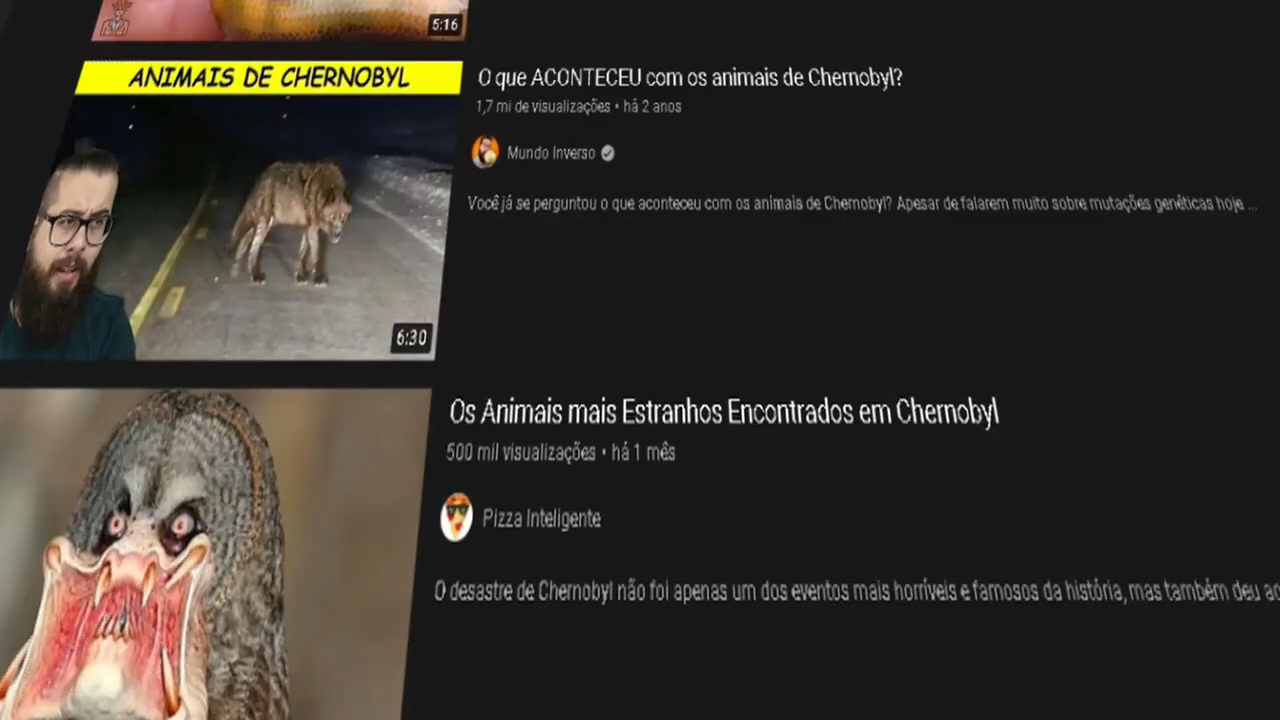 5:16
ANIMAIS DE CHERNOBYL
6:30
O que ACONTECEU com os animais de Chernobyl?
1,7 mi de visualizações • há 2 anos
Mundo Inverso
Você já se perguntou o que aconteceu com os animais de Chernobyl? Apesar de falarem muito sobre mutações genéticas hoje ...
Os Animais mais Estranhos Encontrados em Chernobyl
500 mil visualizações • há 1 mês
Pizza Inteligente
O desastre de Chernobyl não foi apenas um dos eventos mais horríveis e famosos da história, mas também deu